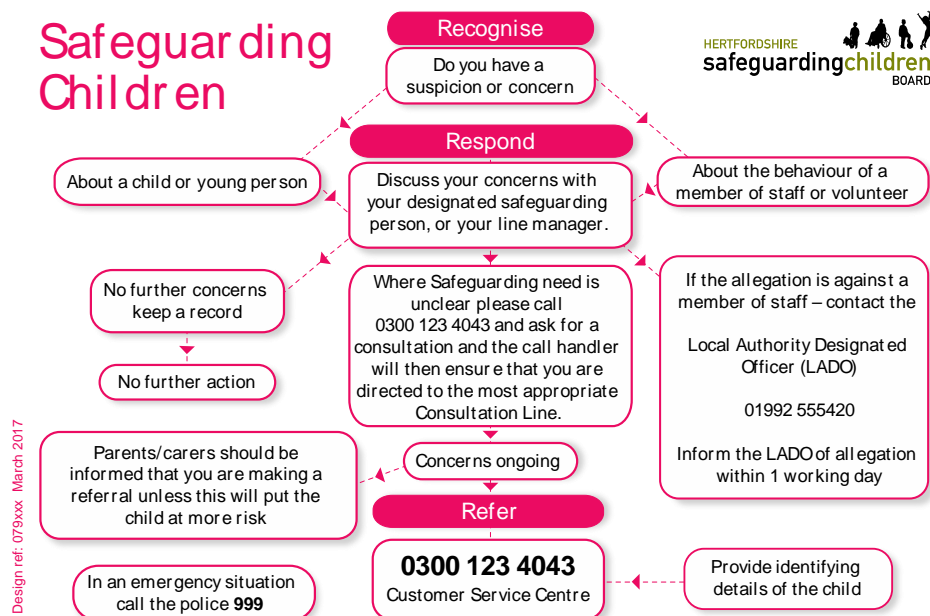 Safeguarding
Children
Recognise
Do you have a
suspicion or concern
HERTFORDSHIRE
safeguardingchildren
BOARD
Respond
About a child or young person
Discuss your concerns with
your designated safeguarding
person, or your line manager.
About the behaviour of a
member of staff or volunteer
No further concerns
keep a record
No further action
Where Safeguarding need is
unclear please call
0300 123 4043 and ask for a
consultation and the call handler
will then ensure that you are
directed to the most appropriate
Consultation Line.
If the allegation is against a
member of staff – contact the
Local Authority Designated
Officer (LADO)
01992 555420
Inform the LADO of allegation
within 1 working day
Parents/carers should be
informed that you are making a
referral unless this will put the
child at more risk
Concerns ongoing
Refer
0300 123 4043
Customer Service Centre
Provide identifying
details of the child
In an emergency situation
call the police 999
Design ref: 079xxx March 2017